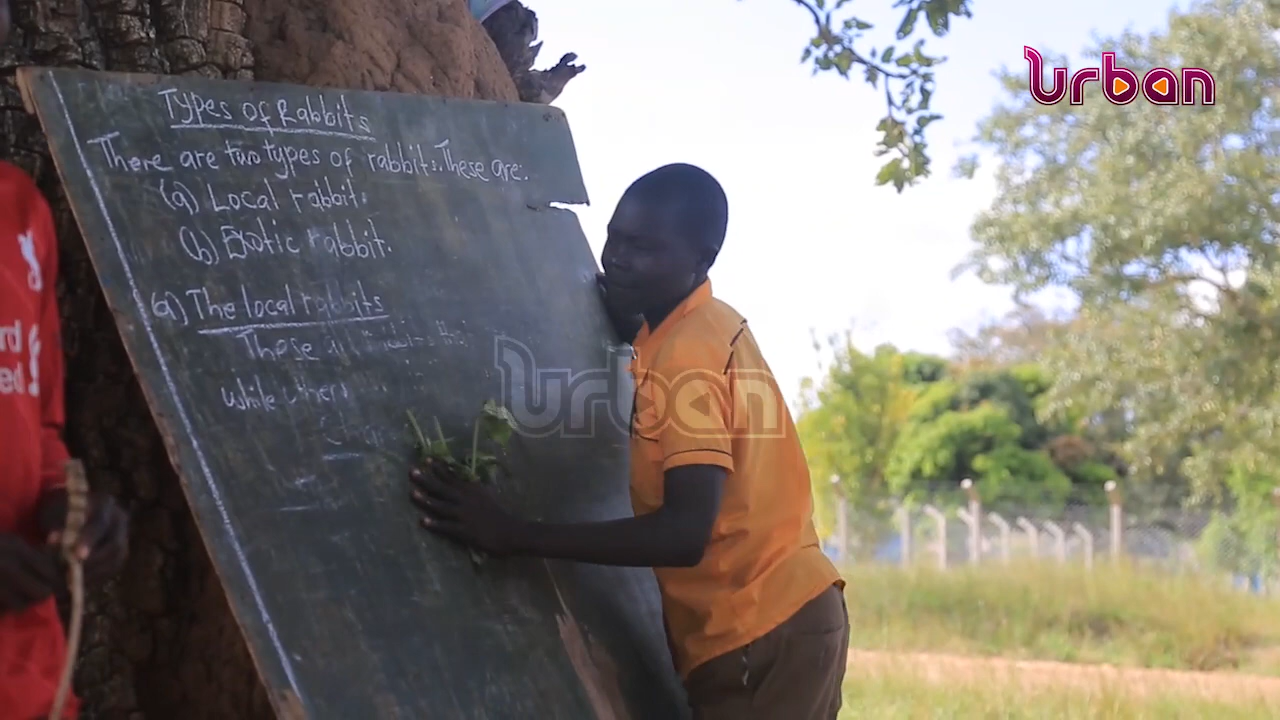 Urban
Types of Rabbits
There are two types of rabbits. These are:
(a) Local rabbit.
(b) Exotic rabbit.
(a) The local rabbits
These
while others
Urban